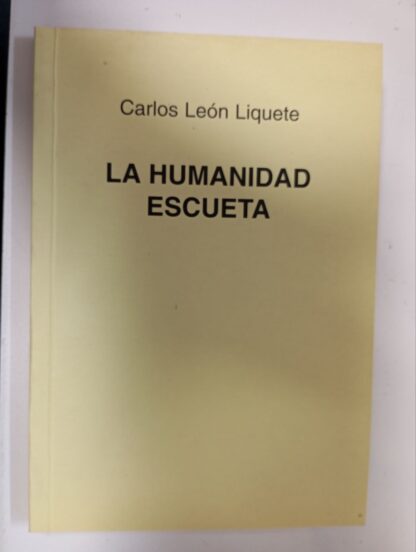 Carlos León Liquete
LA HUMANIDAD
ESCUETA